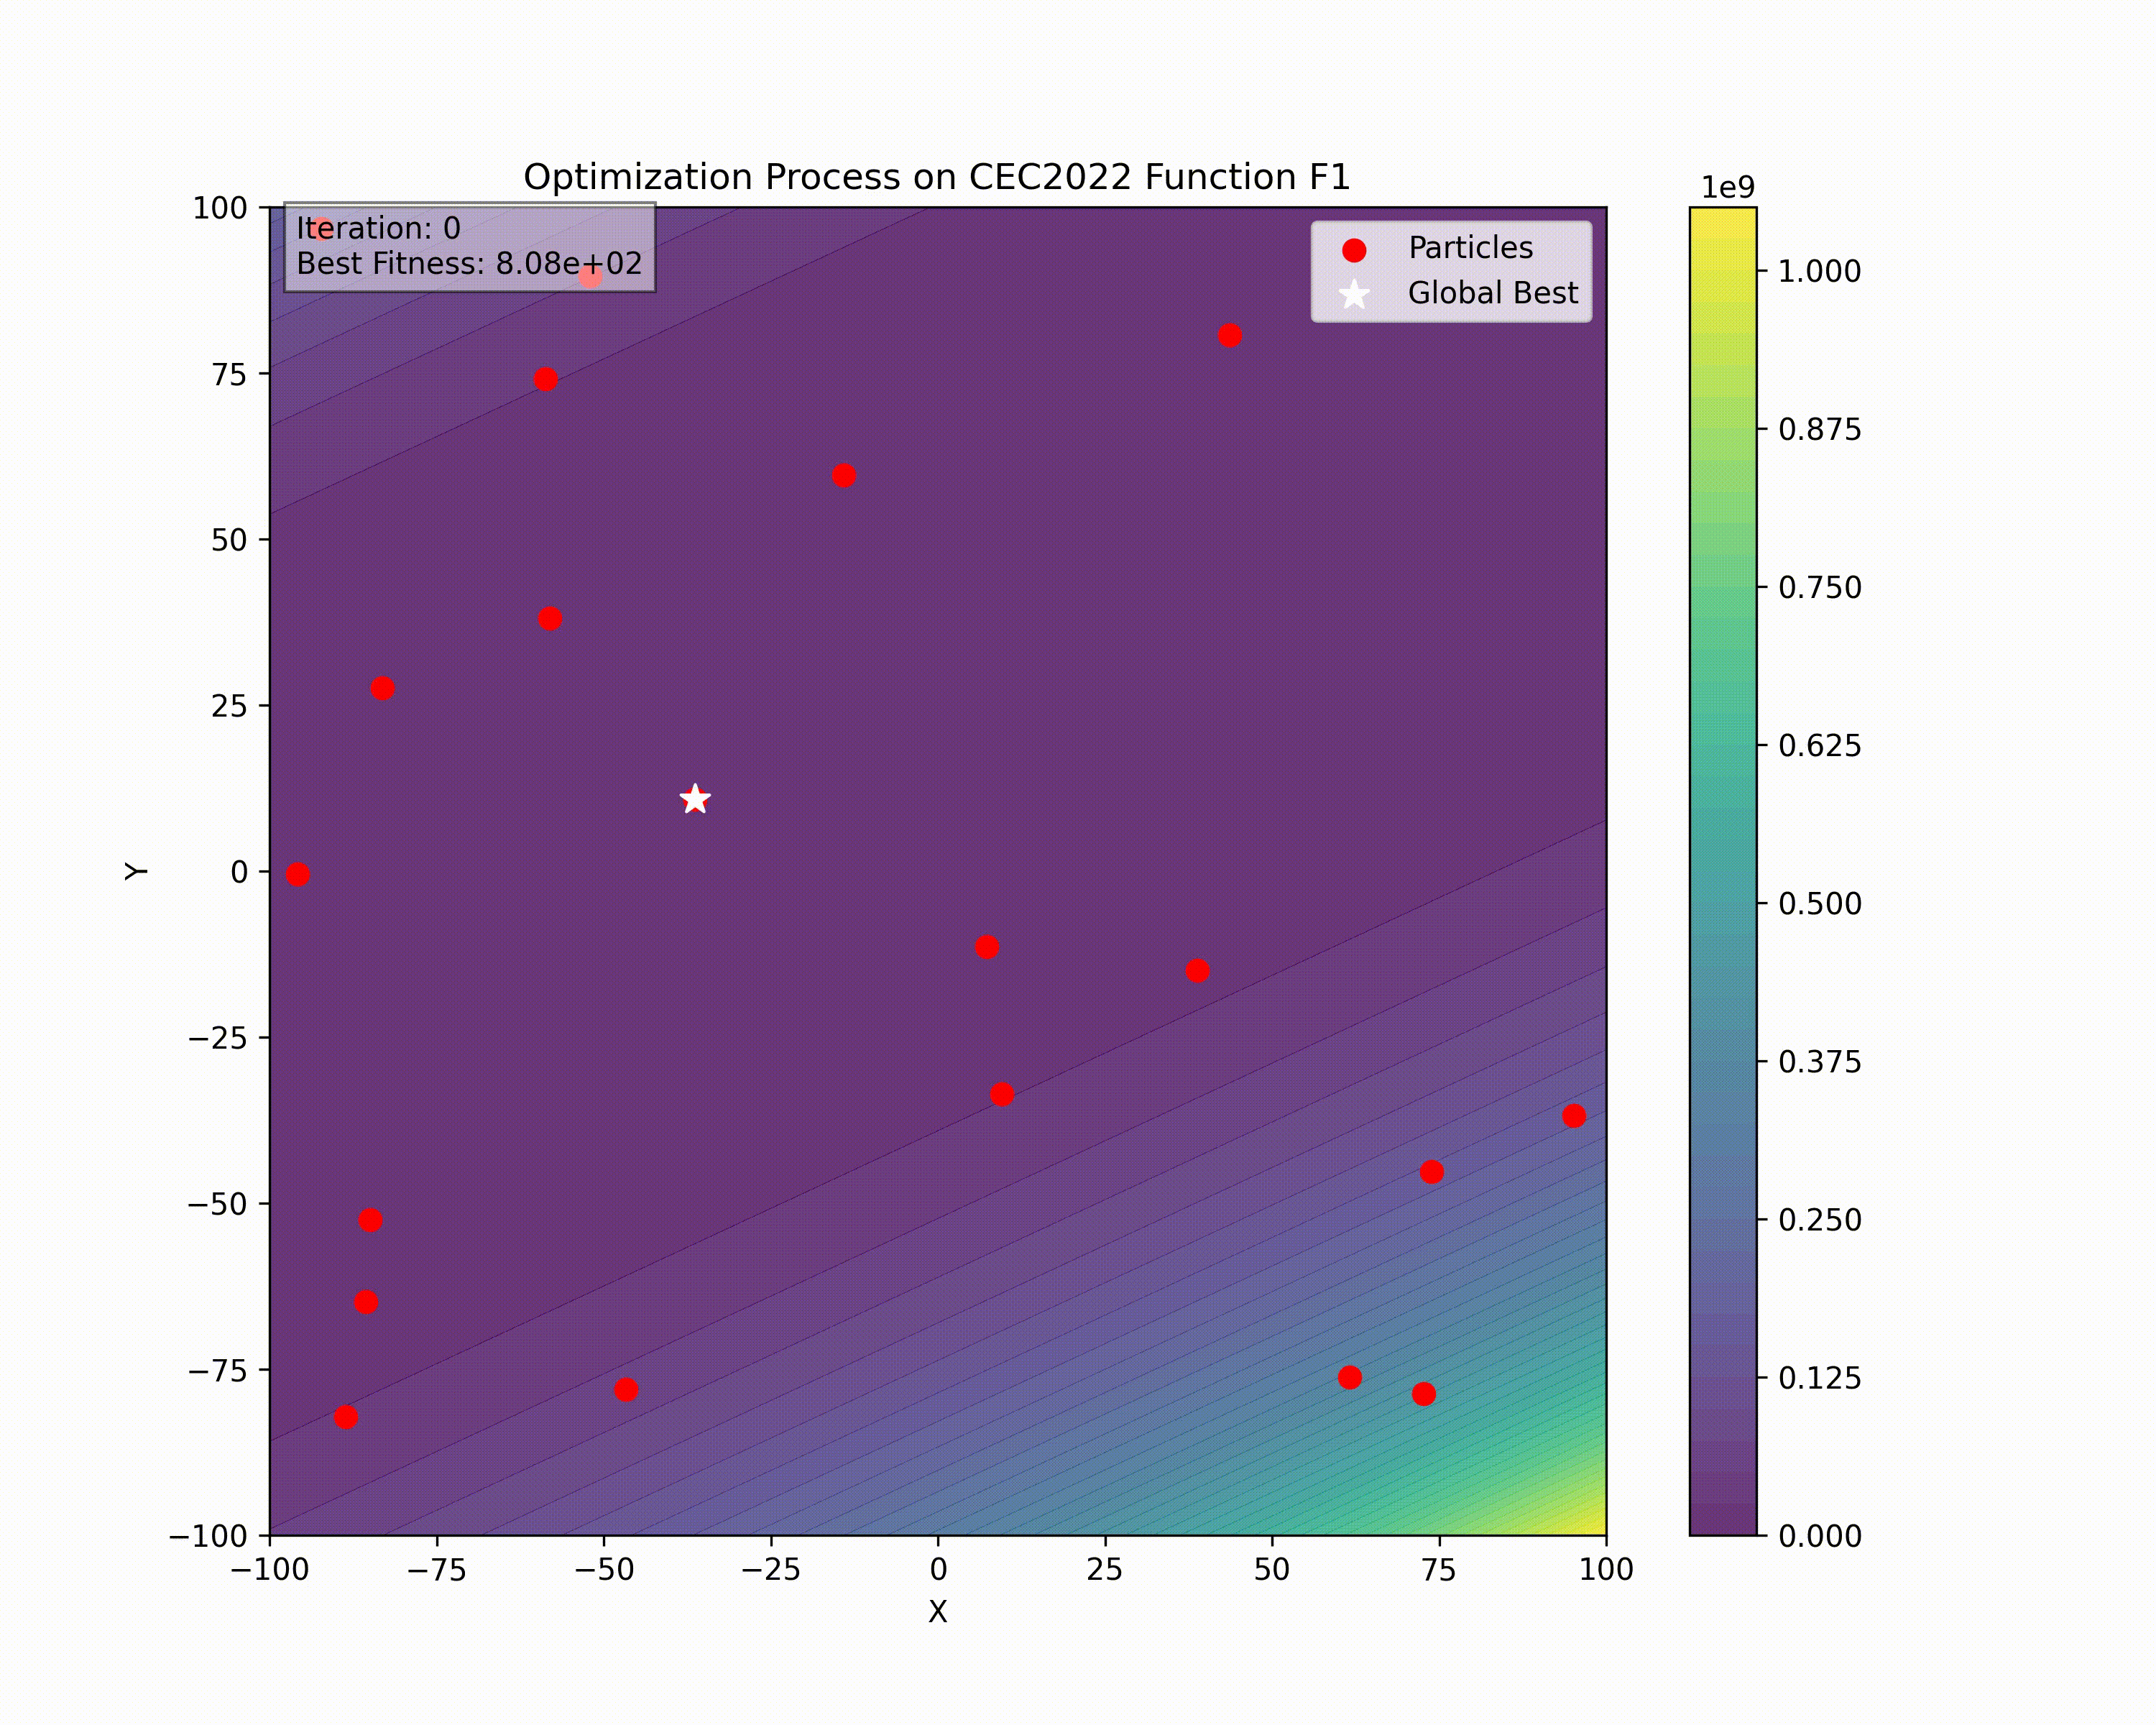 Optimization Process on CEC2022 Function F1
1e9
Iteration: 0
Best Fitness: 8.08e+02
Particles
Global Best
100
75
50
25
0
−25
−50
−75
−100
Y
−100 −75 −50 −25 0 25 50 75 100
X
1.000
0.875
0.750
0.625
0.500
0.375
0.250
0.125
0.000